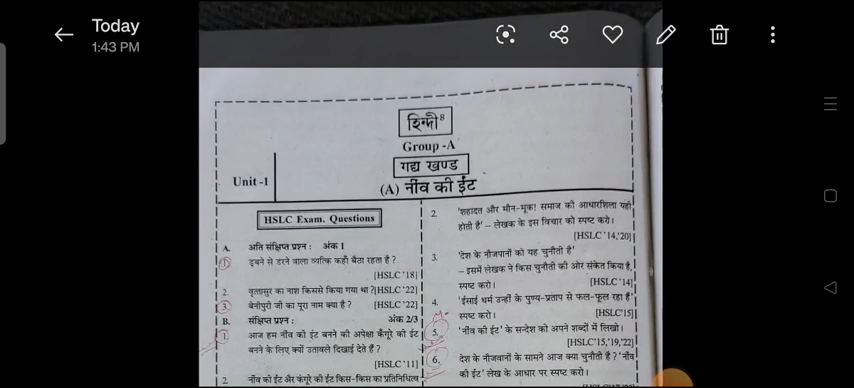 Today
1:43 PM
हिन्दी⁸
Group -A
गद्य खण्ड
Unit -1
(A) नींव की ईंट
HSLC Exam. Questions
A. अति संक्षिप्त प्रश्न : अंक 1
1 डूबने से डरने वाला व्यक्ति कहाँ बैठा रहता है ?
[HSLC '18]
2. वृत्तासुर का नाश किससे किया गया था ?[HSLC '22]
3 बेनीपुरी जी का पूरा नाम क्या है ? [HSLC '22]
B. संक्षिप्त प्रश्न : अंक 2/3
1 आज हम नींव की ईंट बनने की अपेक्षा कँगूरे की ईंट
बनने के लिए क्यों उतावले दिखाई देते हैं ?
[HSLC '11]
2. नींव की ईंट और कंगूरे की ईंट किस-किस का प्रतिनिधित्व
2. 'शहादत और मौन-मूक! समाज की आधारशिला यही
होती है' – लेखक के इस विचार को स्पष्ट करो।
[HSLC '14,'20]
3. 'देश के नौजपानों को यह चुनौती है'
– इसमें लेखक ने किस चुनौती की ओर संकेत किया है,
स्पष्ट करो। [HSLC '14]
4. 'ईसाई धर्म उन्हीं के पुण्य-प्रताप से फल-फूल रहा है'
स्पष्ट करो। [HSLC'15]
5. 'नींव की ईंट' के सन्देश को अपने शब्दों में लिखो।
[HSLC'15,'19,'22]
6. देश के नौजवानों के सामने आज क्या चुनौती है ? 'नींव
की ईंट' लेख के आधार पर स्पष्ट करो।